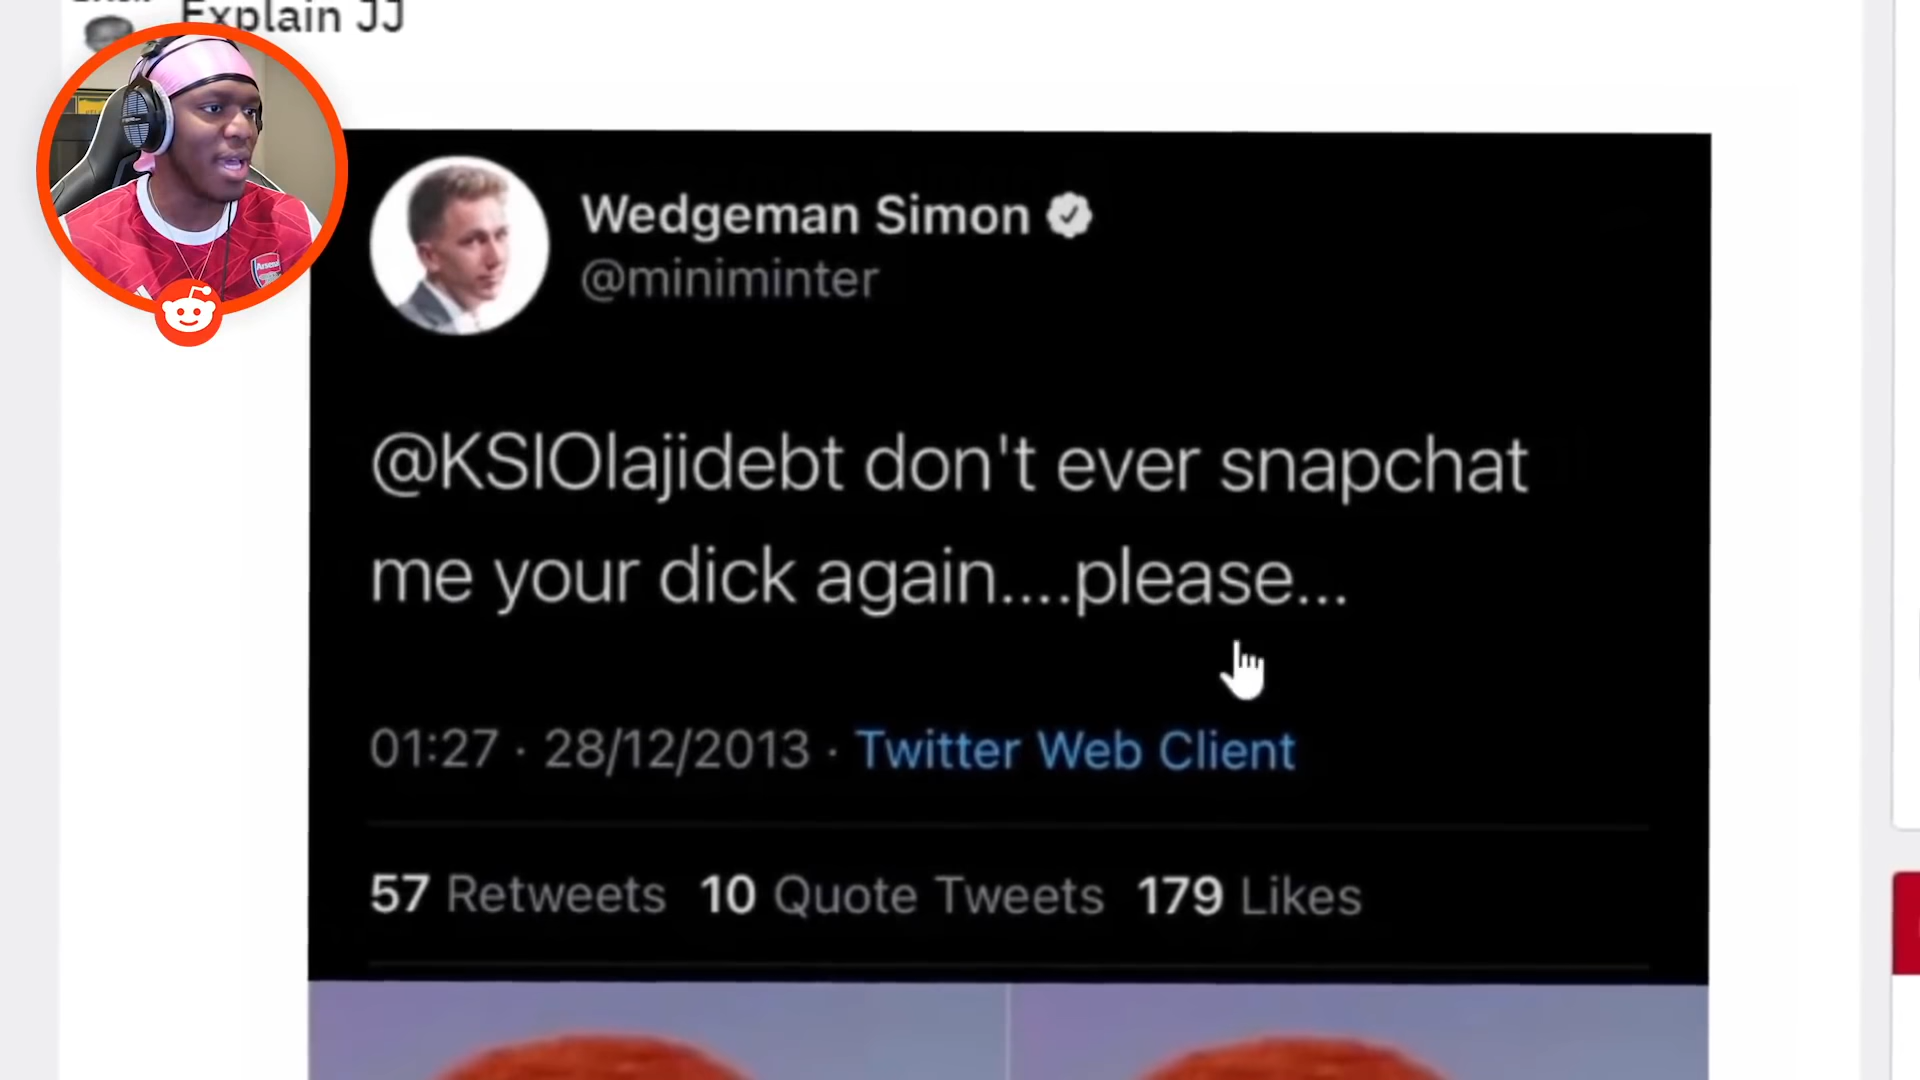 Explain JJ
Wedgeman Simon
@miniminter
@KSIOlajidebt don't ever snapchat
me your dick again....please...
01:27 · 28/12/2013 · Twitter Web Client
57 Retweets 10 Quote Tweets 179 Likes
Arsenal